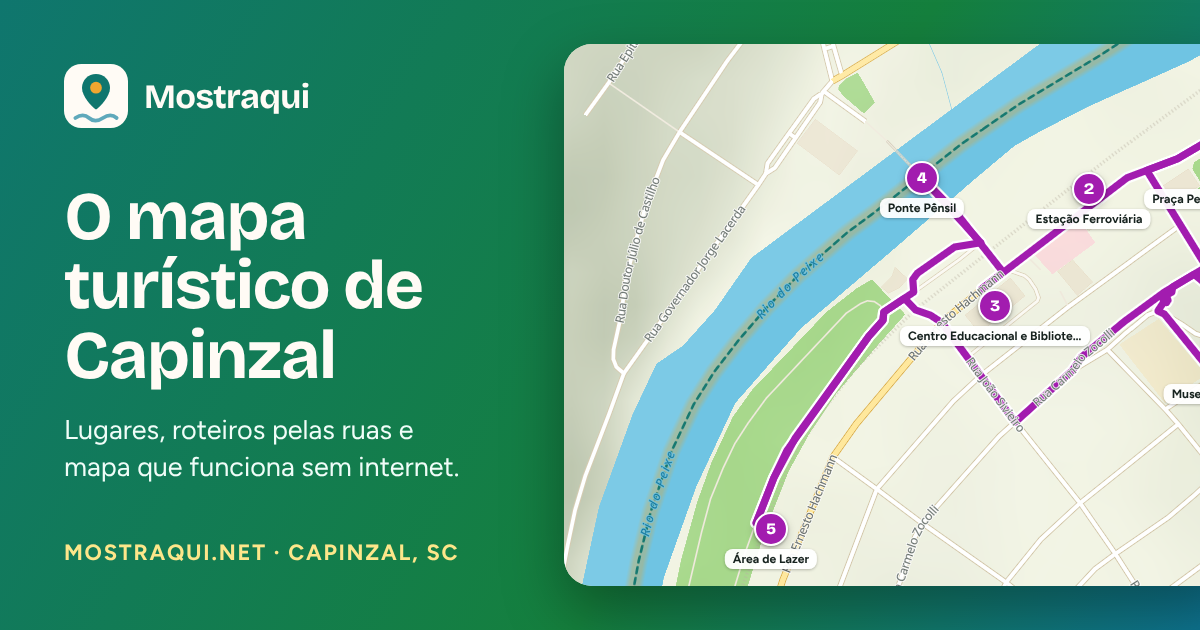 Mostraqui
O mapa
turístico de
Capinzal
Lugares, roteiros pelas ruas e
mapa que funciona sem internet.
MOSTRAQUI.NET · CAPINZAL, SC
Rua Doutor Júlio de Castilho
Rua Governador Jorge Lacerda
4
Ponte Pênsil
2
Estação Ferroviária
Praça Pe
Rio do Peixe
3
Centro Educacional e Bibliote...
Rua Carmelo Zocolli
Rua João Sivieiro
Muse
Rio do Peixe
Ernesto Hachmann
Carmelo Zocolli
5
Área de Lazer